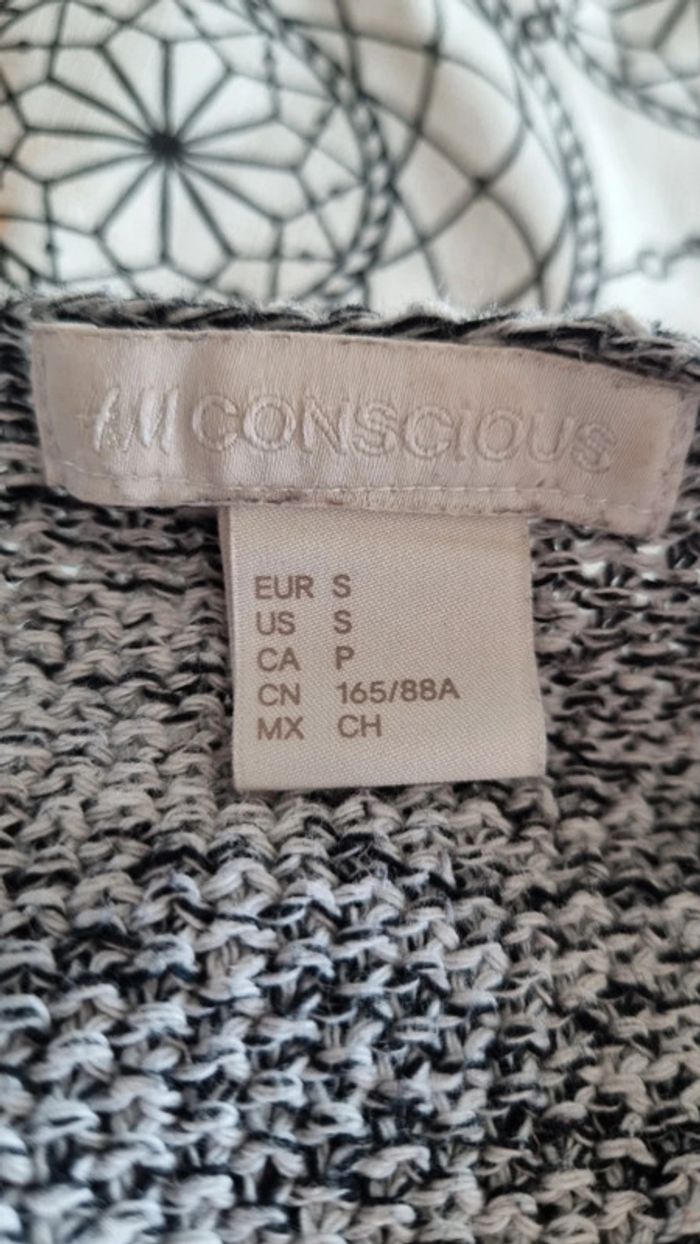 H&M CONSCIOUS
EUR S
US S
CA P
CN 165/88A
MX CH